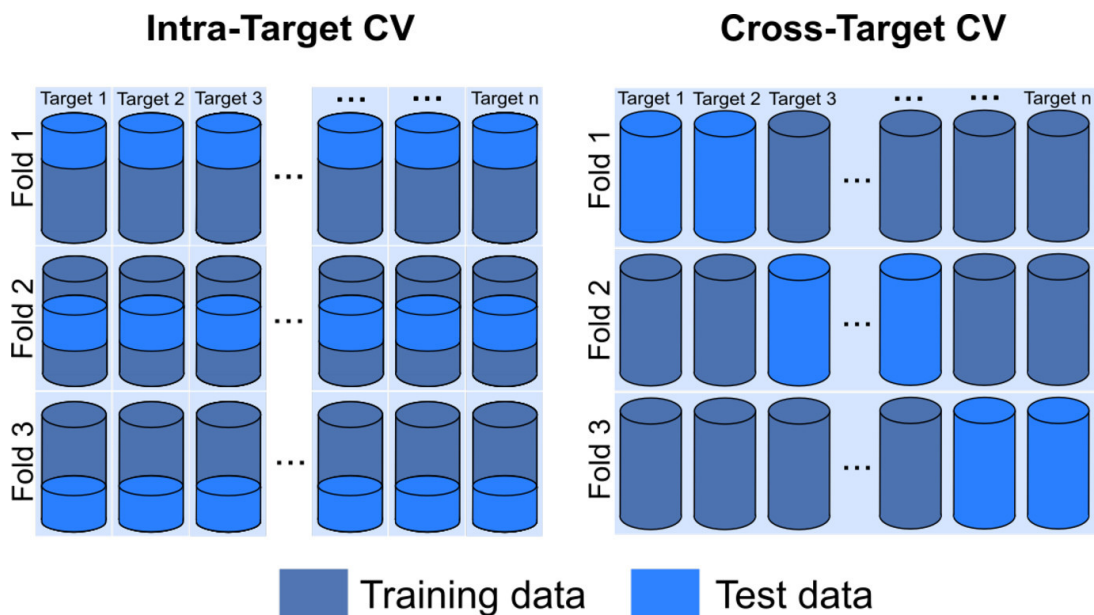 Intra-Target CV
Cross-Target CV
Target 1 Target 2 Target 3 ... ... Target n
Target 1 Target 2 Target 3 ... ... Target n
Fold 1
...
Fold 1
...
Fold 2
...
Fold 2
...
Fold 3
...
Fold 3
...
Training data
Test data